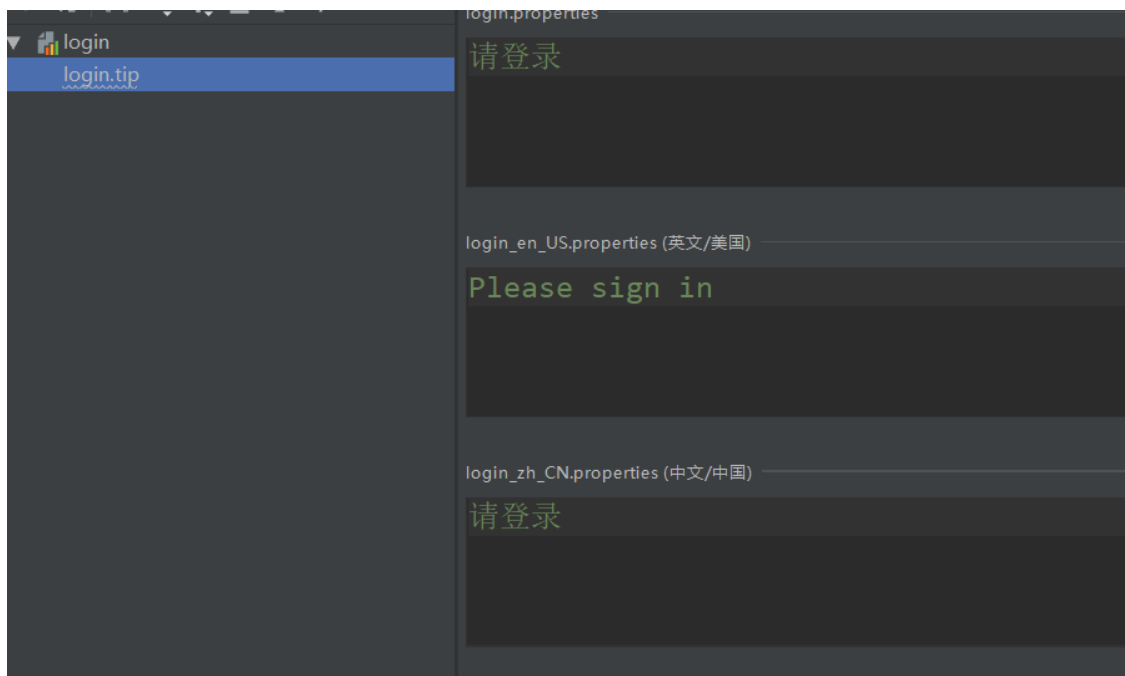 login.properties
login
请登录
login.tip
login_en_US.properties (英文/美国)
Please sign in
login_zh_CN.properties (中文/中国)
请登录